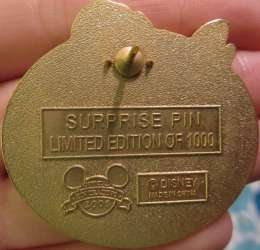 SURPRISE PIN
LIMITED EDITION OF 1000
© DISNEY
MADE IN CHINA